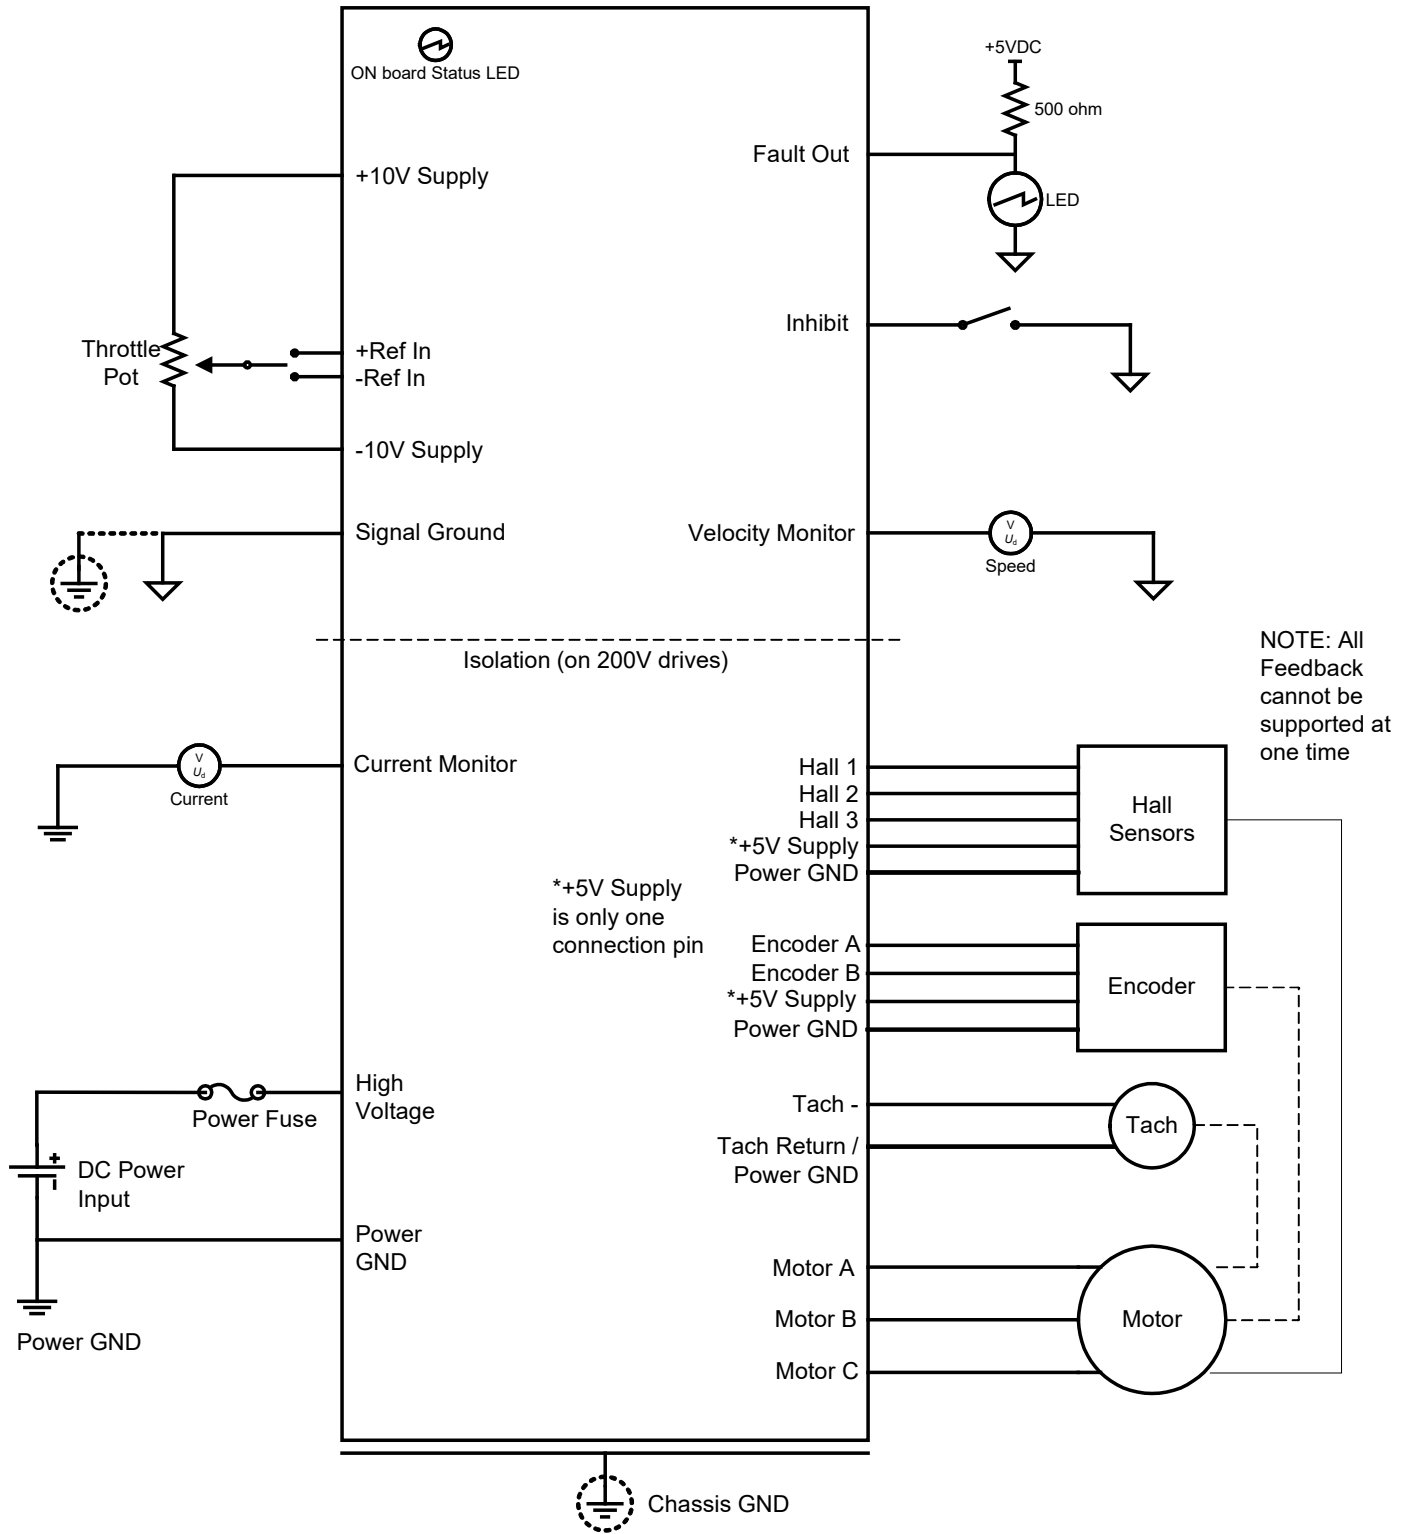 ON board Status LED
+5VDC
500 ohm
Fault Out
LED
+10V Supply
Inhibit
Throttle
Pot
+Ref In
-Ref In
-10V Supply
Signal Ground
Velocity Monitor
V
Ud
Speed
Isolation (on 200V drives)
NOTE: All
Feedback
cannot be
supported at
one time
V
Ud
Current
Current Monitor
Hall 1
Hall 2
Hall 3
*+5V Supply
Power GND
Hall
Sensors
*+5V Supply
is only one
connection pin
Encoder A
Encoder B
*+5V Supply
Power GND
Encoder
High
Voltage
Power Fuse
Tach -
Tach Return /
Power GND
Tach
DC Power
Input
Power
GND
Power GND
Motor A
Motor B
Motor C
Motor
Chassis GND